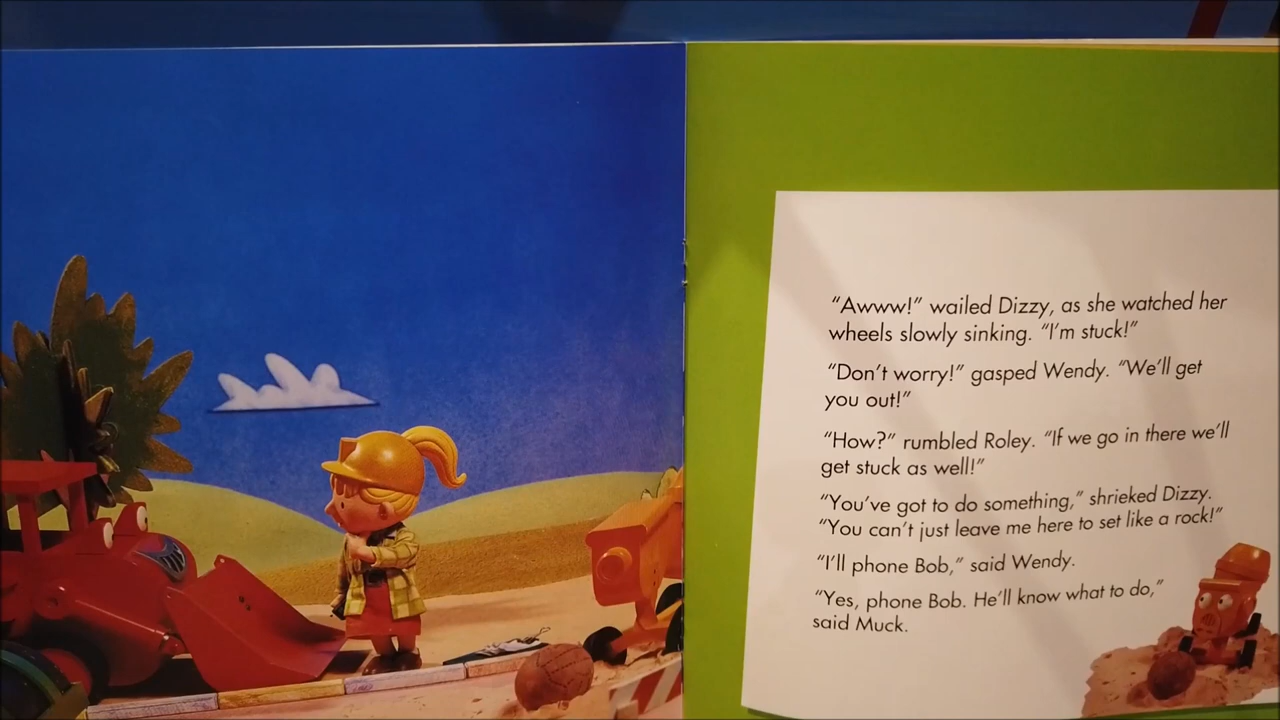 “Awww!” wailed Dizzy, as she watched her
wheels slowly sinking. “I’m stuck!”
“Don’t worry!” gasped Wendy. “We’ll get
you out!”
“How?” rumbled Roley. “If we go in there we’ll
get stuck as well!”
“You’ve got to do something,” shrieked Dizzy.
“You can’t just leave me here to set like a rock!”
“I’ll phone Bob,” said Wendy.
“Yes, phone Bob. He’ll know what to do,”
said Muck.